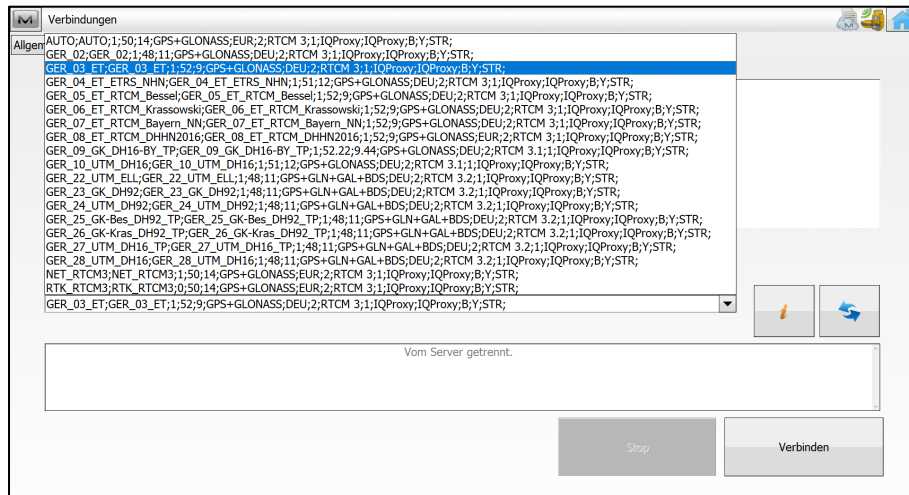 Verbindungen
Allgem
AUTO;AUTO;1;50;14;GPS+GLONASS;EUR;2;RTCM 3;1;IQProxy;IQProxy;B;Y;STR;
GER_02;GER_02;1;48;11;GPS+GLONASS;DEU;2;RTCM 3;1;IQProxy;IQProxy;B;Y;STR;
GER_03_ET;GER_03_ET;1;52;9;GPS+GLONASS;DEU;2;RTCM 3;1;IQProxy;IQProxy;B;Y;STR;
GER_04_ET_ETRS_NHN;GER_04_ET_ETRS_NHN;1;51;12;GPS+GLONASS;DEU;2;RTCM 3;1;IQProxy;IQProxy;B;Y;STR;
GER_05_ET_RTCM_Bessel;GER_05_ET_RTCM_Bessel;1;52;9;GPS+GLONASS;DEU;2;RTCM 3;1;IQProxy;IQProxy;B;Y;STR;
GER_06_ET_RTCM_Krassowski;GER_06_ET_RTCM_Krassowski;1;52;9;GPS+GLONASS;DEU;2;RTCM 3;1;IQProxy;IQProxy;B;Y;STR;
GER_07_ET_RTCM_Bayern_NN;GER_07_ET_RTCM_Bayern_NN;1;52;9;GPS+GLONASS;DEU;2;RTCM 3;1;IQProxy;IQProxy;B;Y;STR;
GER_08_ET_RTCM_DHHN2016;GER_08_ET_RTCM_DHHN2016;1;52;9;GPS+GLONASS;EUR;2;RTCM 3;1;IQProxy;IQProxy;B;Y;STR;
GER_09_GK_DH16-BY_TP;GER_09_GK_DH16-BY_TP;1;52.22;9.44;GPS+GLONASS;DEU;2;RTCM 3.1;1;IQProxy;IQProxy;B;Y;STR;
GER_10_UTM_DH16;GER_10_UTM_DH16;1;51;12;GPS+GLONASS;DEU;2;RTCM 3.1;1;IQProxy;IQProxy;B;Y;STR;
GER_22_UTM_ELL;GER_22_UTM_ELL;1;48;11;GPS+GLN+GAL+BDS;DEU;2;RTCM 3.2;1;IQProxy;IQProxy;B;Y;STR;
GER_23_GK_DH92;GER_23_GK_DH92;1;48;11;GPS+GLN+GAL+BDS;DEU;2;RTCM 3.2;1;IQProxy;IQProxy;B;Y;STR;
GER_24_UTM_DH92;GER_24_UTM_DH92;1;48;11;GPS+GLN+GAL+BDS;DEU;2;RTCM 3.2;1;IQProxy;IQProxy;B;Y;STR;
GER_25_GK-Bes_DH92_TP;GER_25_GK-Bes_DH92_TP;1;48;11;GPS+GLN+GAL+BDS;DEU;2;RTCM 3.2;1;IQProxy;IQProxy;B;Y;STR;
GER_26_GK-Kras_DH92_TP;GER_26_GK-Kras_DH92_TP;1;48;11;GPS+GLN+GAL+BDS;DEU;2;RTCM 3.2;1;IQProxy;IQProxy;B;Y;STR;
GER_27_UTM_DH16_TP;GER_27_UTM_DH16_TP;1;48;11;GPS+GLN+GAL+BDS;DEU;2;RTCM 3.2;1;IQProxy;IQProxy;B;Y;STR;
GER_28_UTM_DH16;GER_28_UTM_DH16;1;48;11;GPS+GLN+GAL+BDS;DEU;2;RTCM 3.2;1;IQProxy;IQProxy;B;Y;STR;
NET_RTCM3;NET_RTCM3;1;50;14;GPS+GLONASS;EUR;2;RTCM 3;1;IQProxy;IQProxy;B;Y;STR;
RTK_RTCM3;RTK_RTCM3;0;50;14;GPS+GLONASS;EUR;2;RTCM 3;1;IQProxy;IQProxy;B;Y;STR;
GER_03_ET;GER_03_ET;1;52;9;GPS+GLONASS;DEU;2;RTCM 3;1;IQProxy;IQProxy;B;Y;STR;
Vom Server getrennt.
Stop
Verbinden